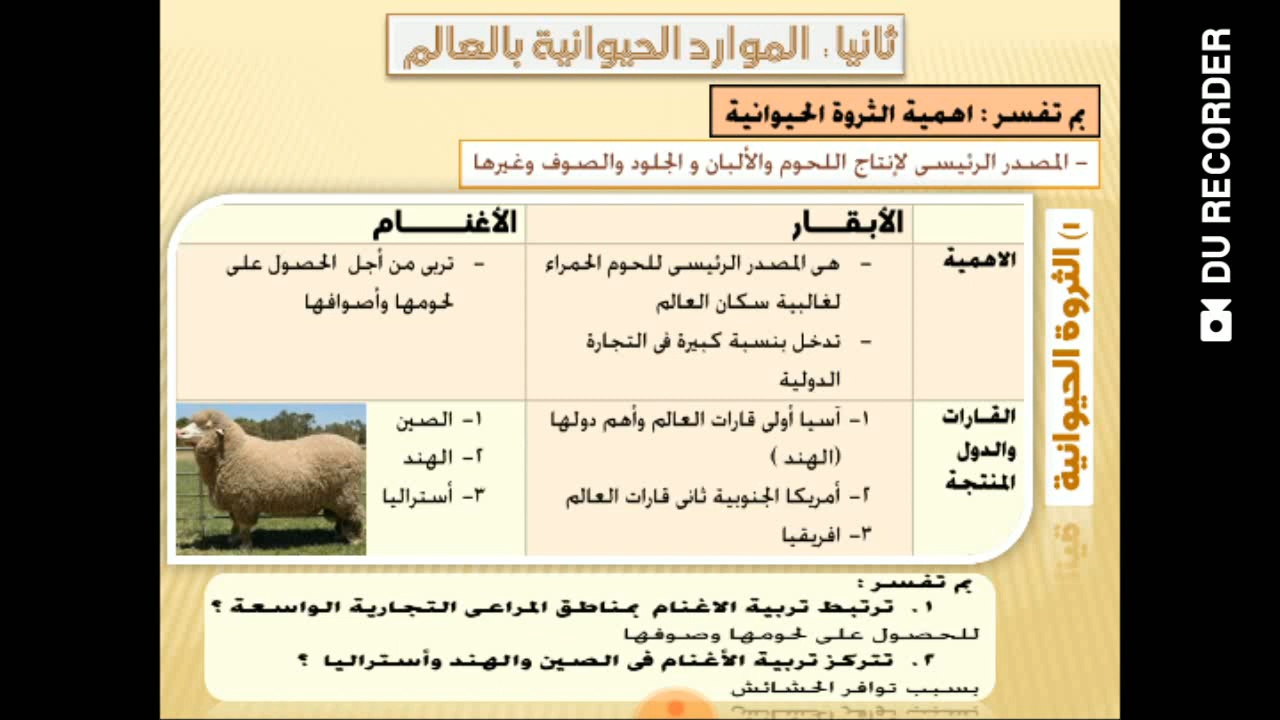 ثانيا : الموارد الحيوانية بالعالم
بم تفسر : اهمية الثروة الحيوانية
- المصدر الرئيسى لإنتاج اللحوم والألبان و الجلود والصوف وغيرها
١) الثروة الحيوانية
الأبقـــار
الأغنـــــام
الاهمية
- هى المصدر الرئيسى للحوم الحمراء
لغالبية سكان العالم
- تدخل بنسبة كبيرة فى التجارة
الدولية
- تربى من أجل الحصول على
لحومها وأصوافها
القارات
والدول
المنتجة
١- آسيا أولى قارات العالم وأهم دولها
(الهند )
٢- أمريكا الجنوبية ثانى قارات العالم
٣- افريقيا
١- الصين
٢- الهند
٣- أستراليا
بم تفسر :
١. ترتبط تربية الاغنام بمناطق المراعى التجارية الواسعة ؟
للحصول على لحومها وصوفها
٢. تتركز تربية الأغنام فى الصين والهند وأستراليا ؟
بسبب توافر الحشائش
DU RECORDER